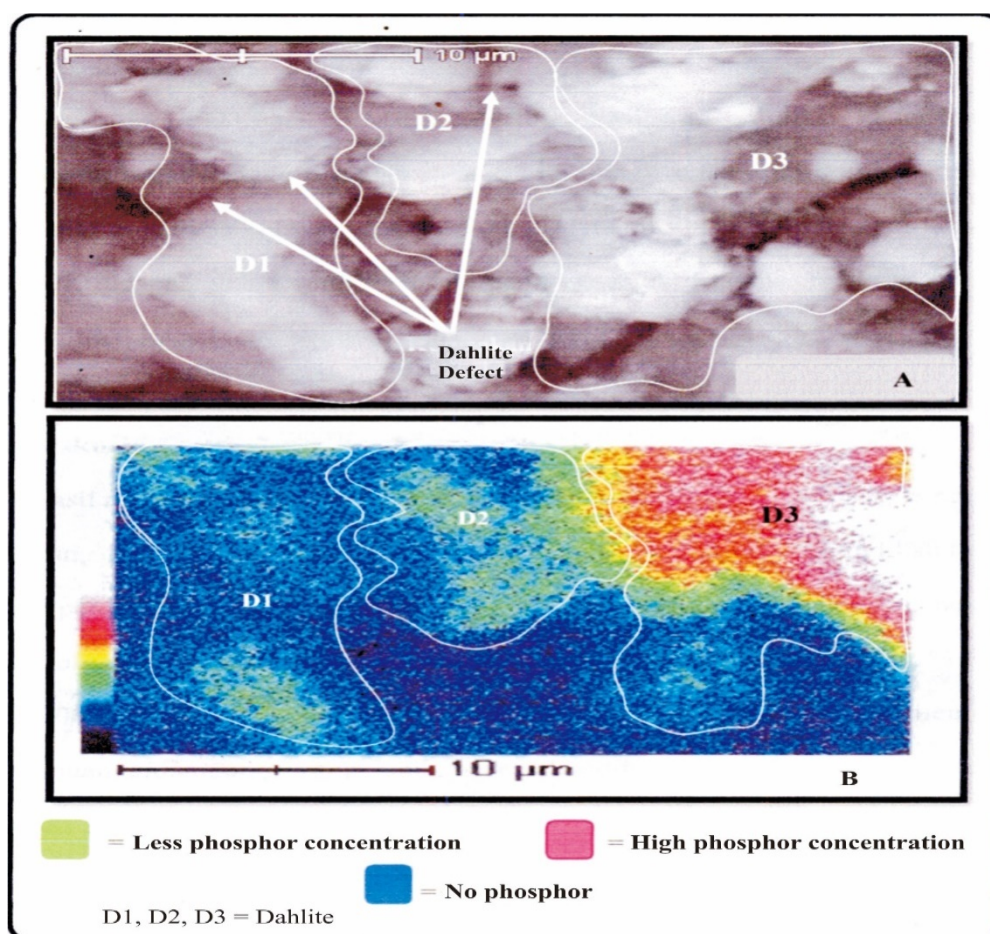 10 µm
D2
D3
D1
Dahlite
Defect
A
D2
D3
D1
10 µm
B
= Less phosphor concentration
= High phosphor concentration
= No phosphor
D1, D2, D3 = Dahlite